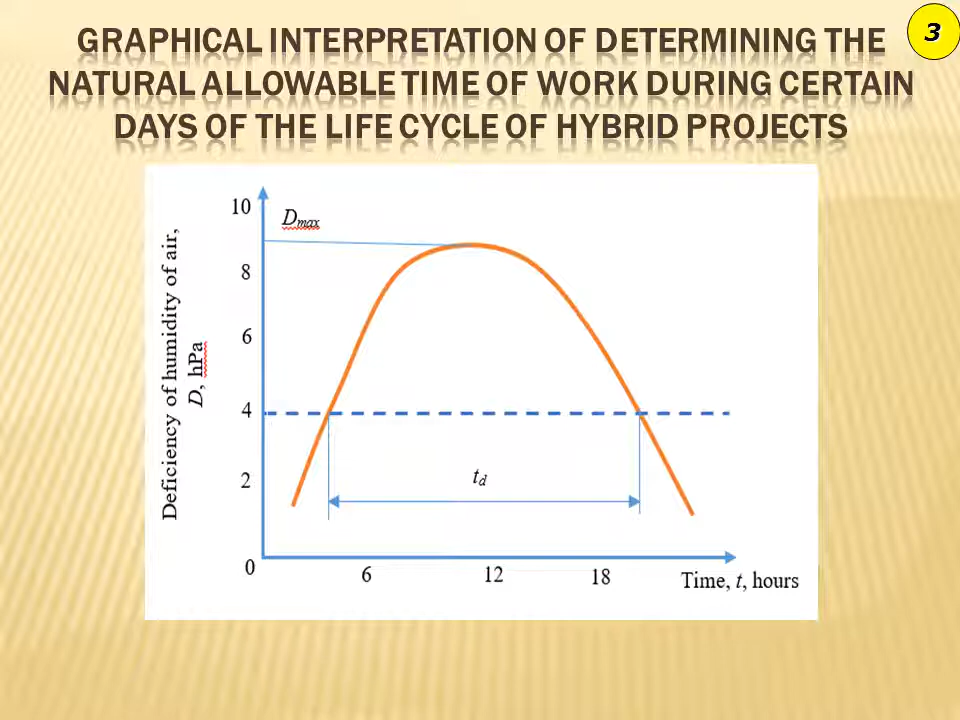 3
GRAPHICAL INTERPRETATION OF DETERMINING THE
NATURAL ALLOWABLE TIME OF WORK DURING CERTAIN
DAYS OF THE LIFE CYCLE OF HYBRID PROJECTS
Deficiency of humidity of air,
D, hPa
10
Dmax
8
6
4
2
td
0
6
12
18
Time, t, hours